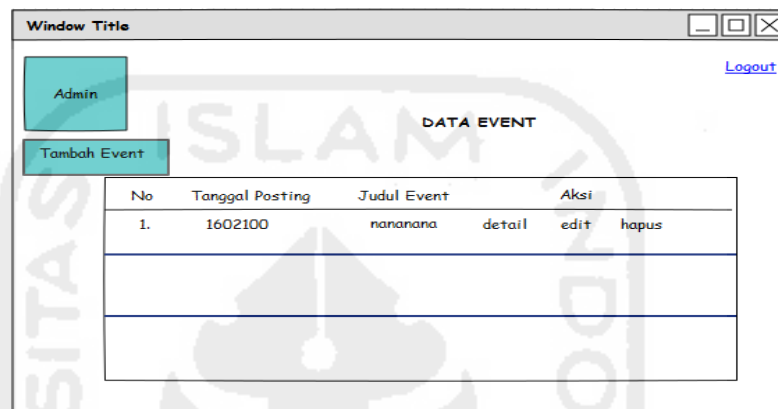 Window Title
Logout
Admin
DATA EVENT
Tambah Event
No Tanggal Posting Judul Event Aksi
1. 1602100 nananana detail edit hapus
ISLAM